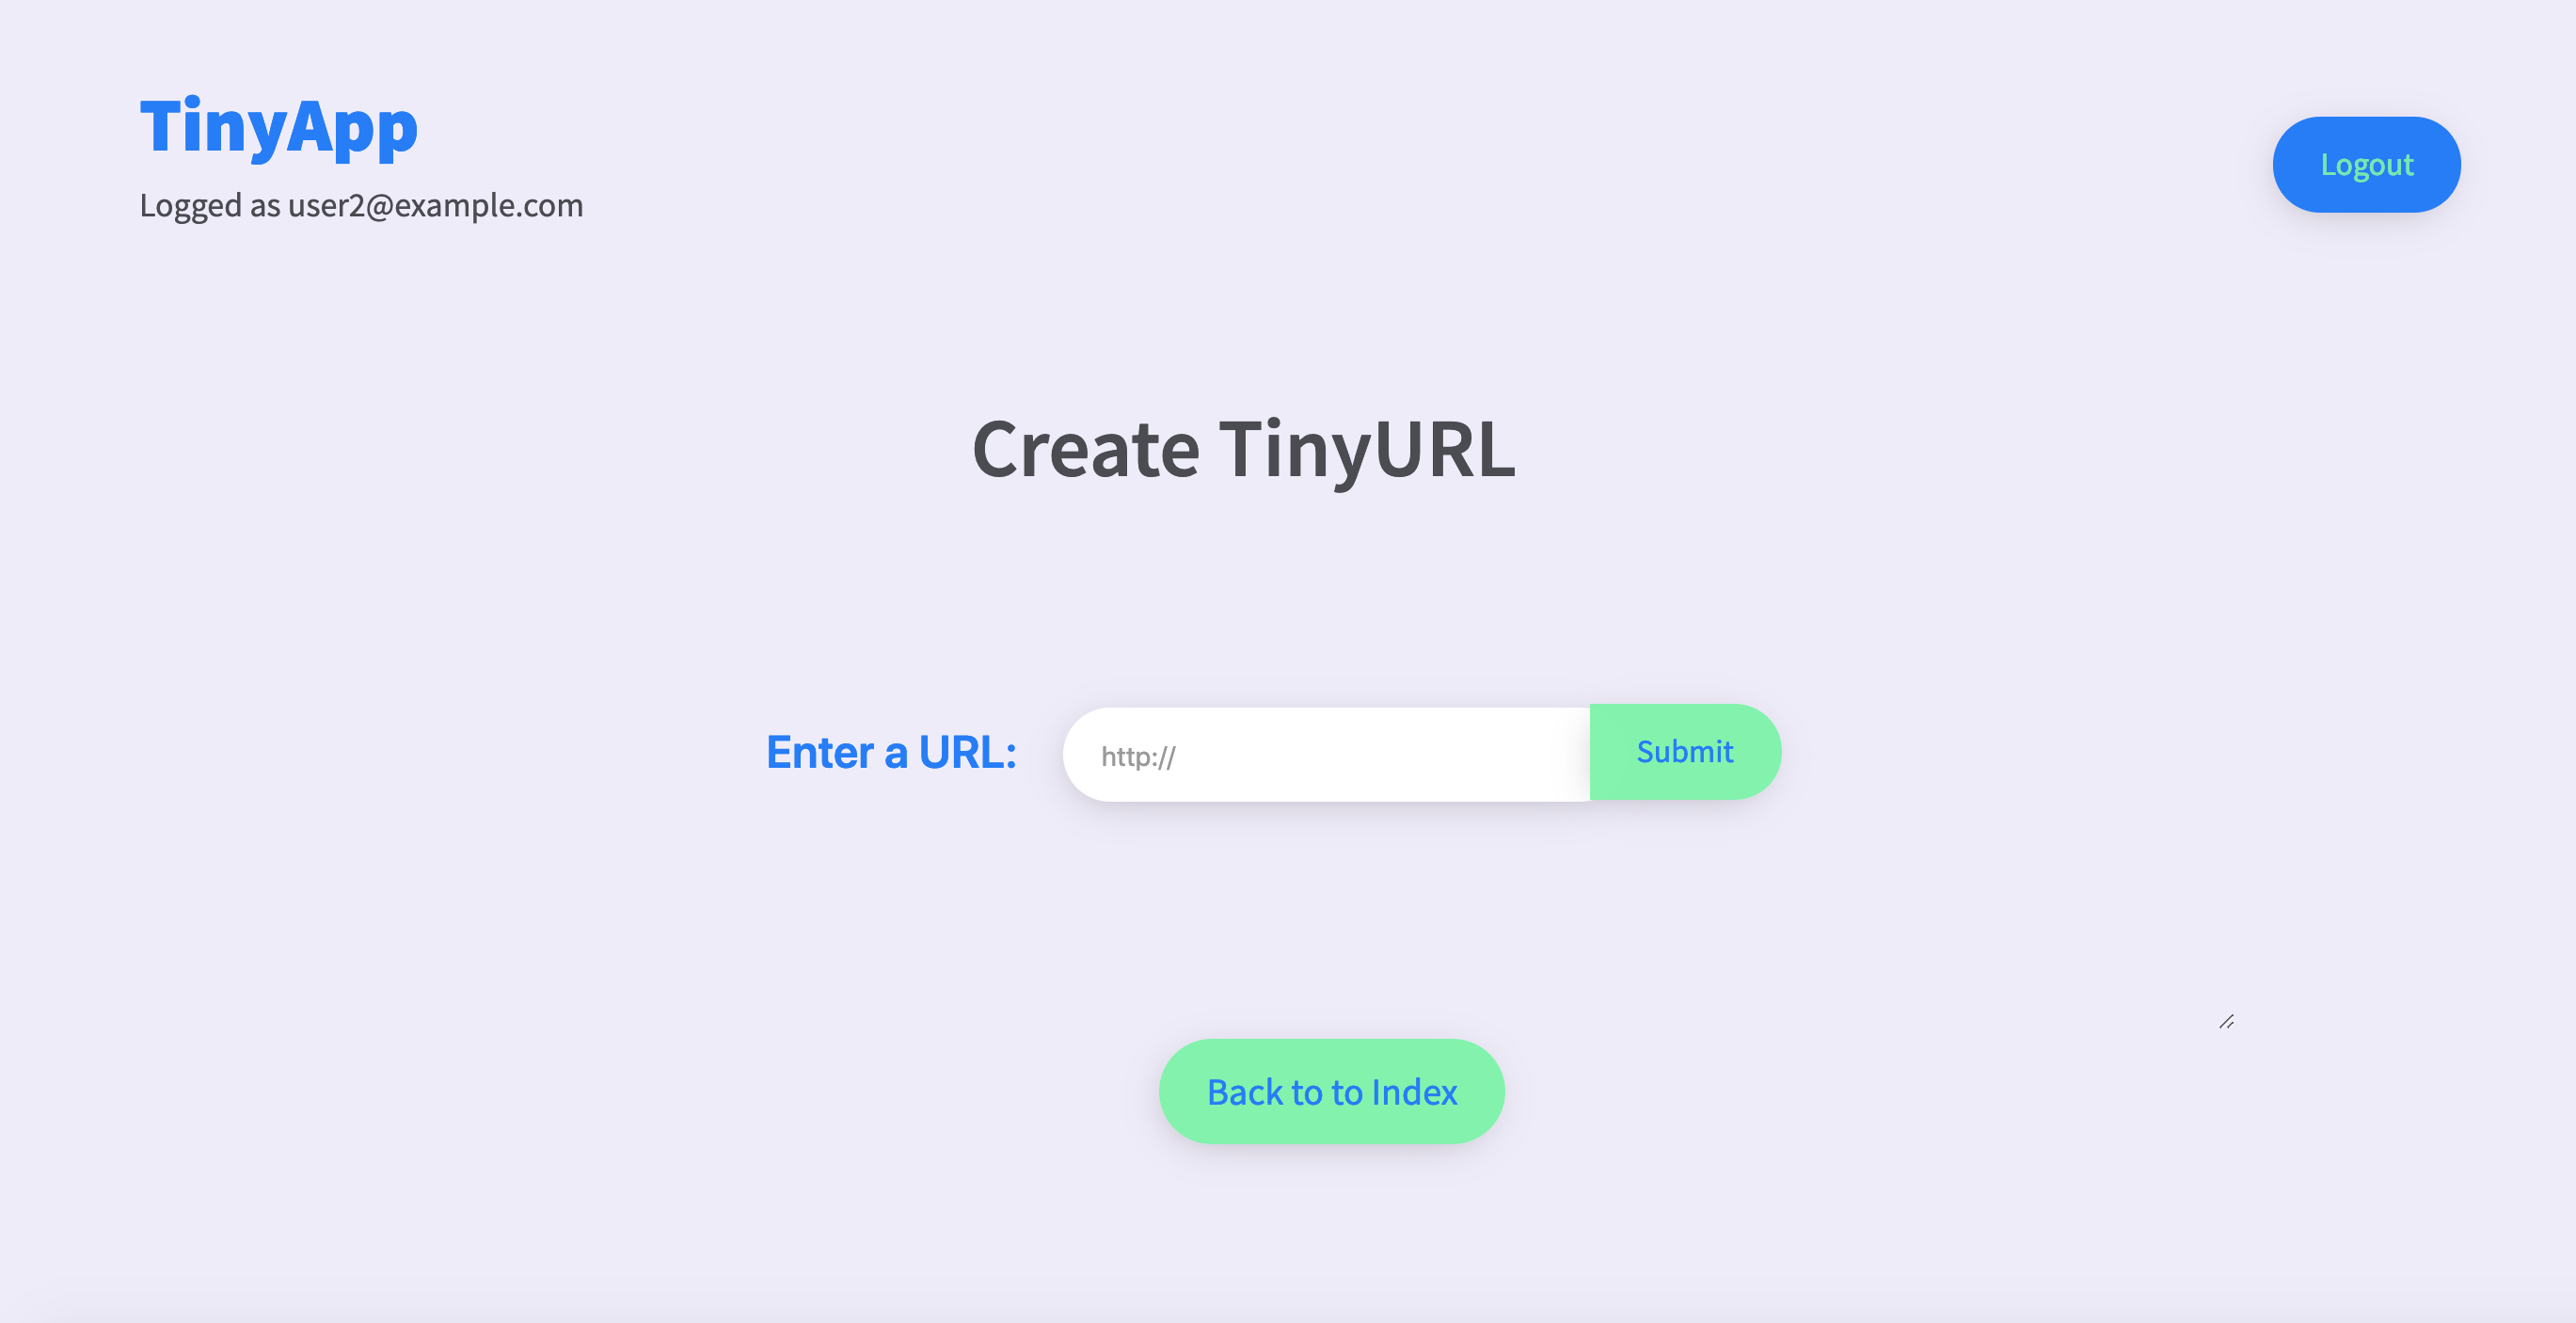 TinyApp
Logged as user2@example.com
Logout
Create TinyURL
Enter a URL:
http://
Submit
Back to to Index